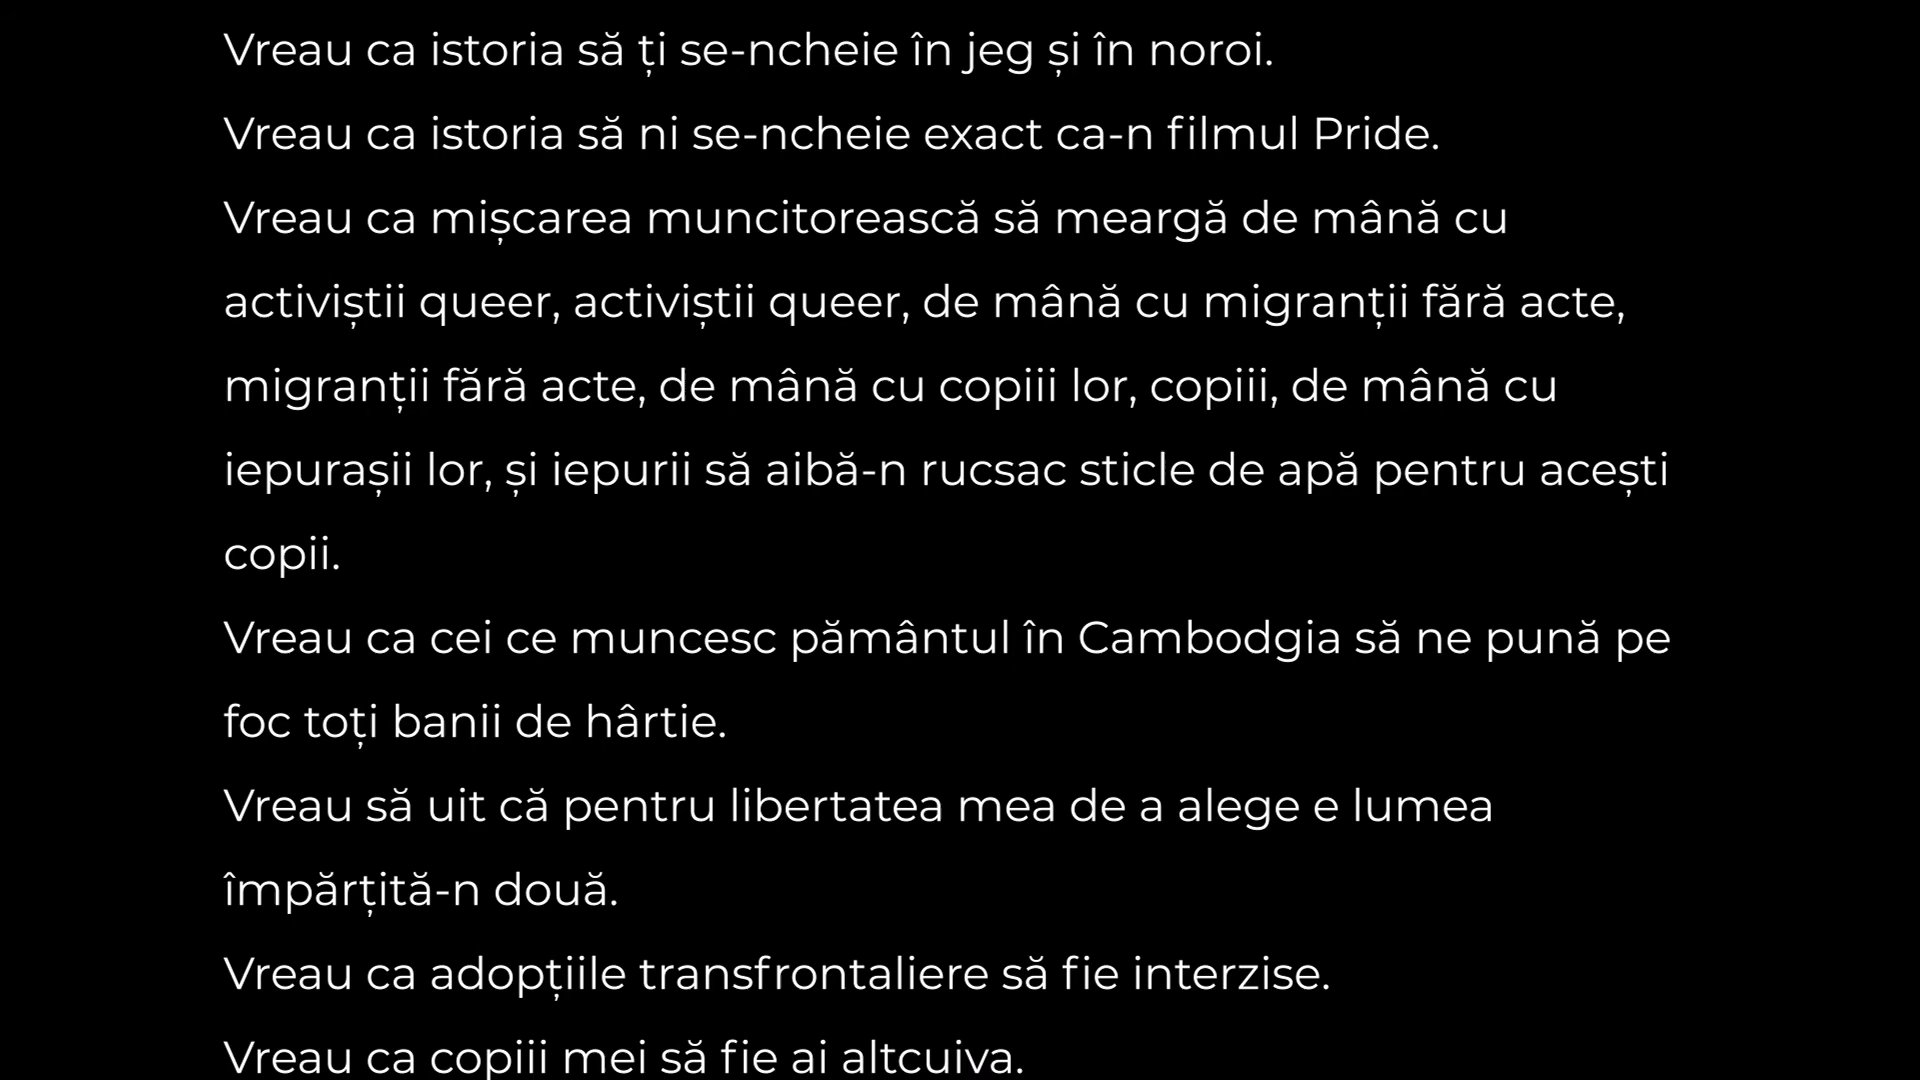 Vreau ca istoria să ți se-ncheie în jeg și în noroi.
Vreau ca istoria să ni se-ncheie exact ca-n filmul Pride.
Vreau ca mișcarea muncitorească să meargă de mână cu
activiștii queer, activiștii queer, de mână cu migranții fără acte,
migranții fără acte, de mână cu copiii lor, copiii, de mână cu
iepurașii lor, și iepurii să aibă-n rucsac sticle de apă pentru acești
copii.
Vreau ca cei ce muncesc pământul în Cambodgia să ne pună pe
foc toți banii de hârtie.
Vreau să uit că pentru libertatea mea de a alege e lumea
împărțită-n două.
Vreau ca adopțiile transfrontaliere să fie interzise.
Vreau ca copiii mei să fie ai altcuiva.